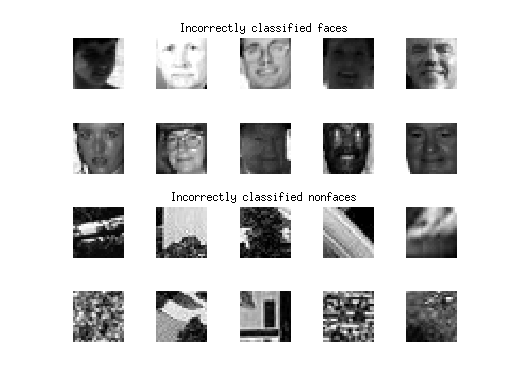 Incorrectly classified faces
Incorrectly classified nonfaces